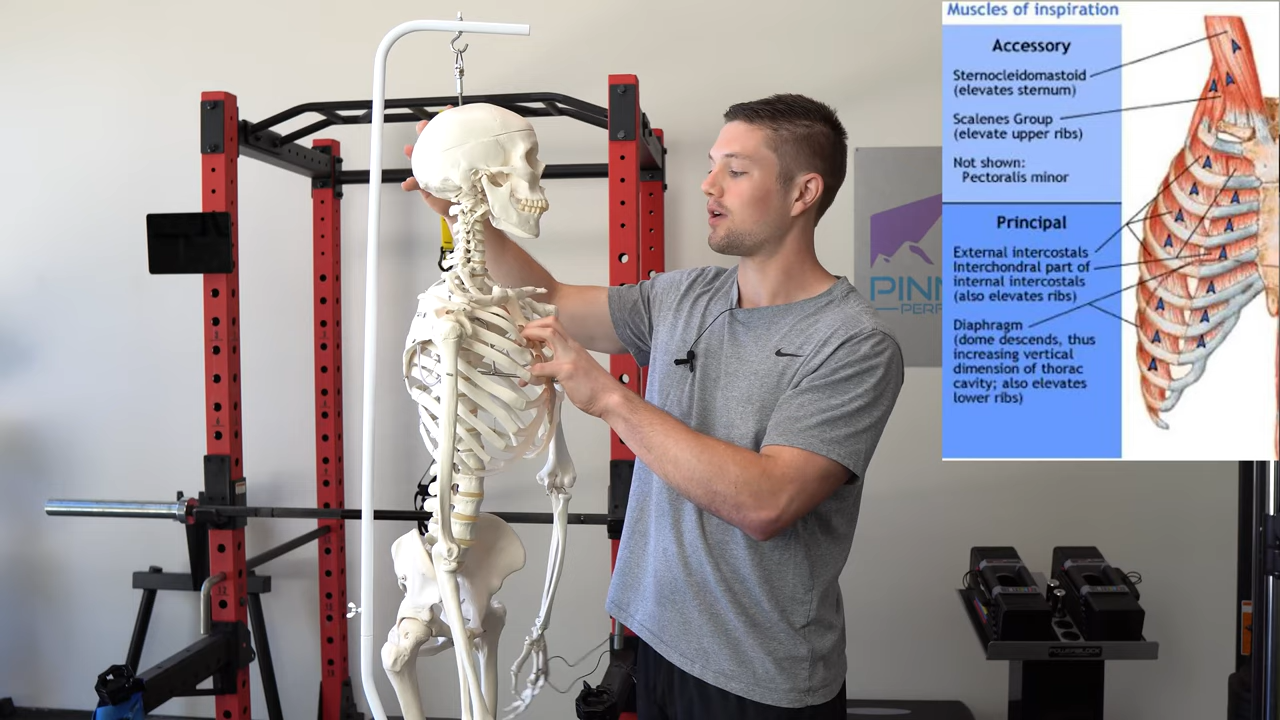 Muscles of inspiration
Accessory
Sternocleidomastoid
(elevates sternum)
Scalenes Group
(elevate upper ribs)
Not shown:
Pectoralis minor
Principal
External intercostals
Interchondral part of
internal intercostals
(also elevates ribs)
Diaphragm
(dome descends, thus
increasing vertical
dimension of thorac
cavity; also elevates
lower ribs)
POWERBLOCK